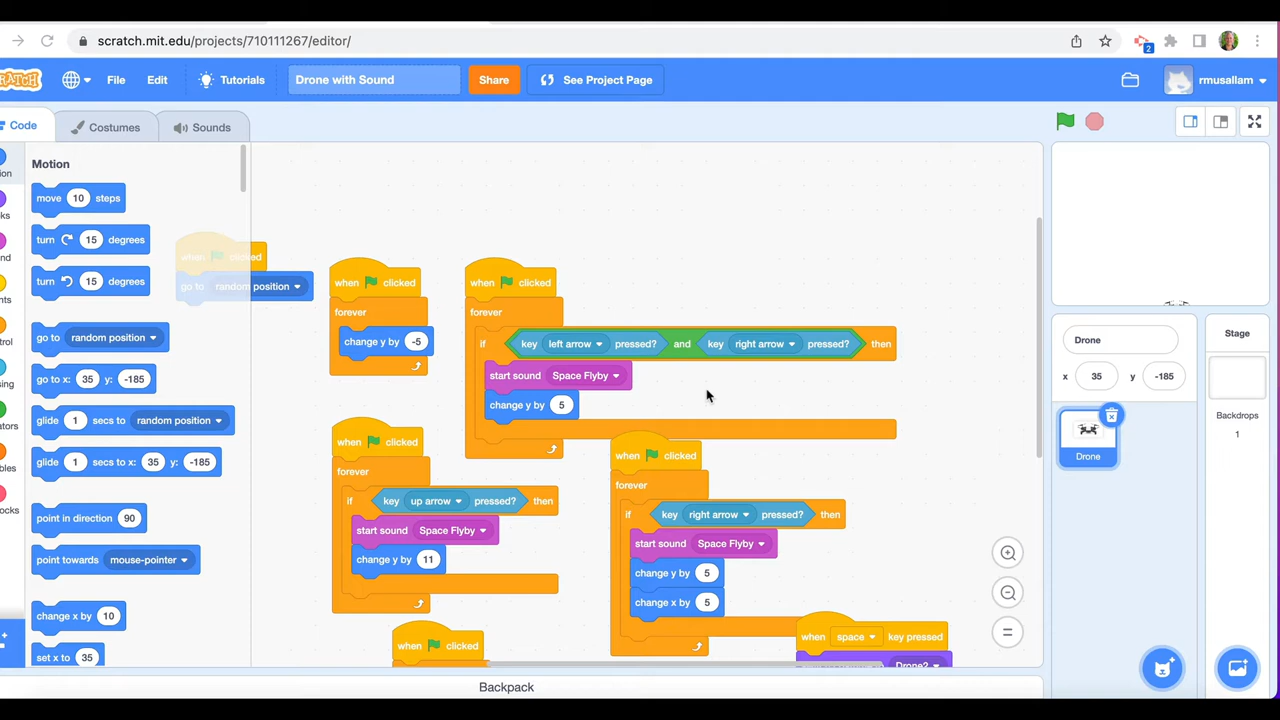 scratch.mit.edu/projects/710111267/editor/
2
RATCH
File
Edit
Tutorials
Drone with Sound
Share
See Project Page
rmusallam
Code
Costumes
Sounds
Motion
move 10 steps
turn 15 degrees
turn 15 degrees
go to random position
go to x: 35 y: -185
glide 1 secs to random position
glide 1 secs to x: 35 y: -185
point in direction 90
point towards mouse-pointer
change x by 10
set x to 35
when clicked
go to random position
when clicked
forever
change y by -5
when clicked
forever
if key left arrow pressed? and key right arrow pressed? then
start sound Space Flyby
change y by 5
when clicked
forever
if key up arrow pressed? then
start sound Space Flyby
change y by 11
when clicked
forever
if key right arrow pressed? then
start sound Space Flyby
change y by 5
change x by 5
when clicked
when space key pressed
Drone2
Drone
x 35 y -185
Drone
Stage
Backdrops
1
Backpack